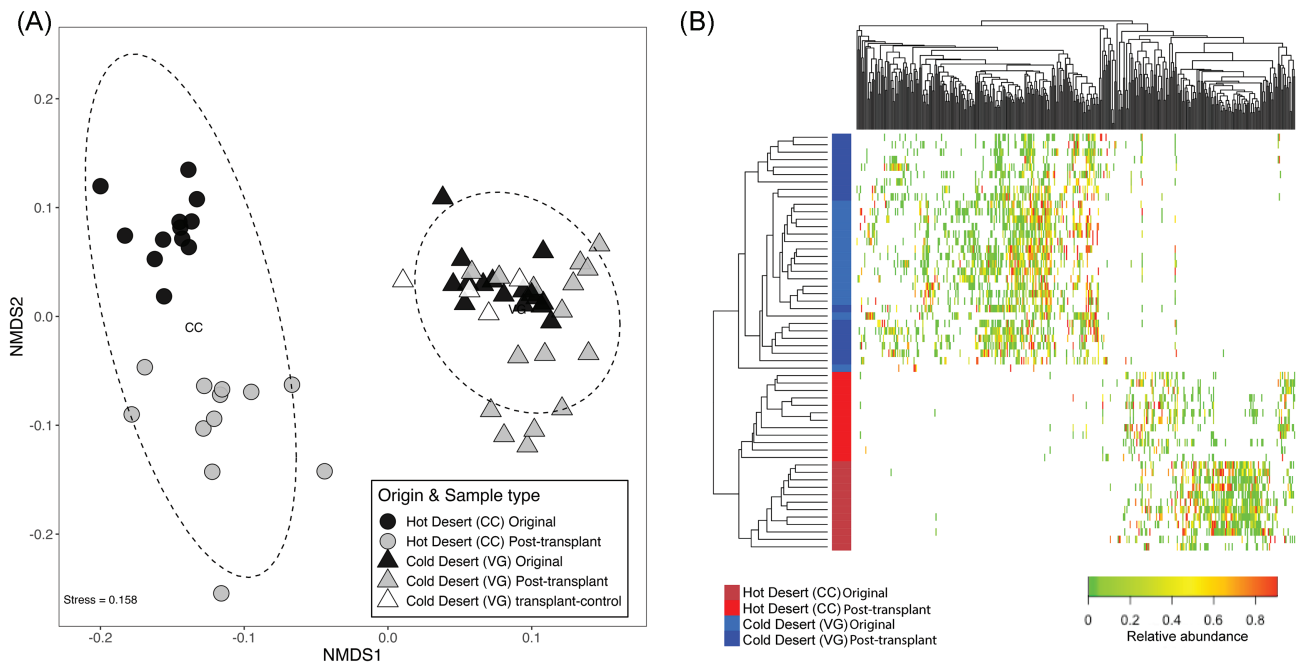 (A)
0.2
0.1
0.0
-0.1
-0.2
NMDS2
CC
Origin & Sample type
Hot Desert (CC) Original
Hot Desert (CC) Post-transplant
Cold Desert (VG) Original
Cold Desert (VG) Post-transplant
Cold Desert (VG) transplant-control
Stress = 0.158
-0.2 -0.1 0.0 0.1
NMDS1
(B)
Hot Desert (CC) Original
Hot Desert (CC) Post-transplant
Cold Desert (VG) Original
Cold Desert (VG) Post-transplant
0 0.2 0.4 0.6 0.8
Relative abundance